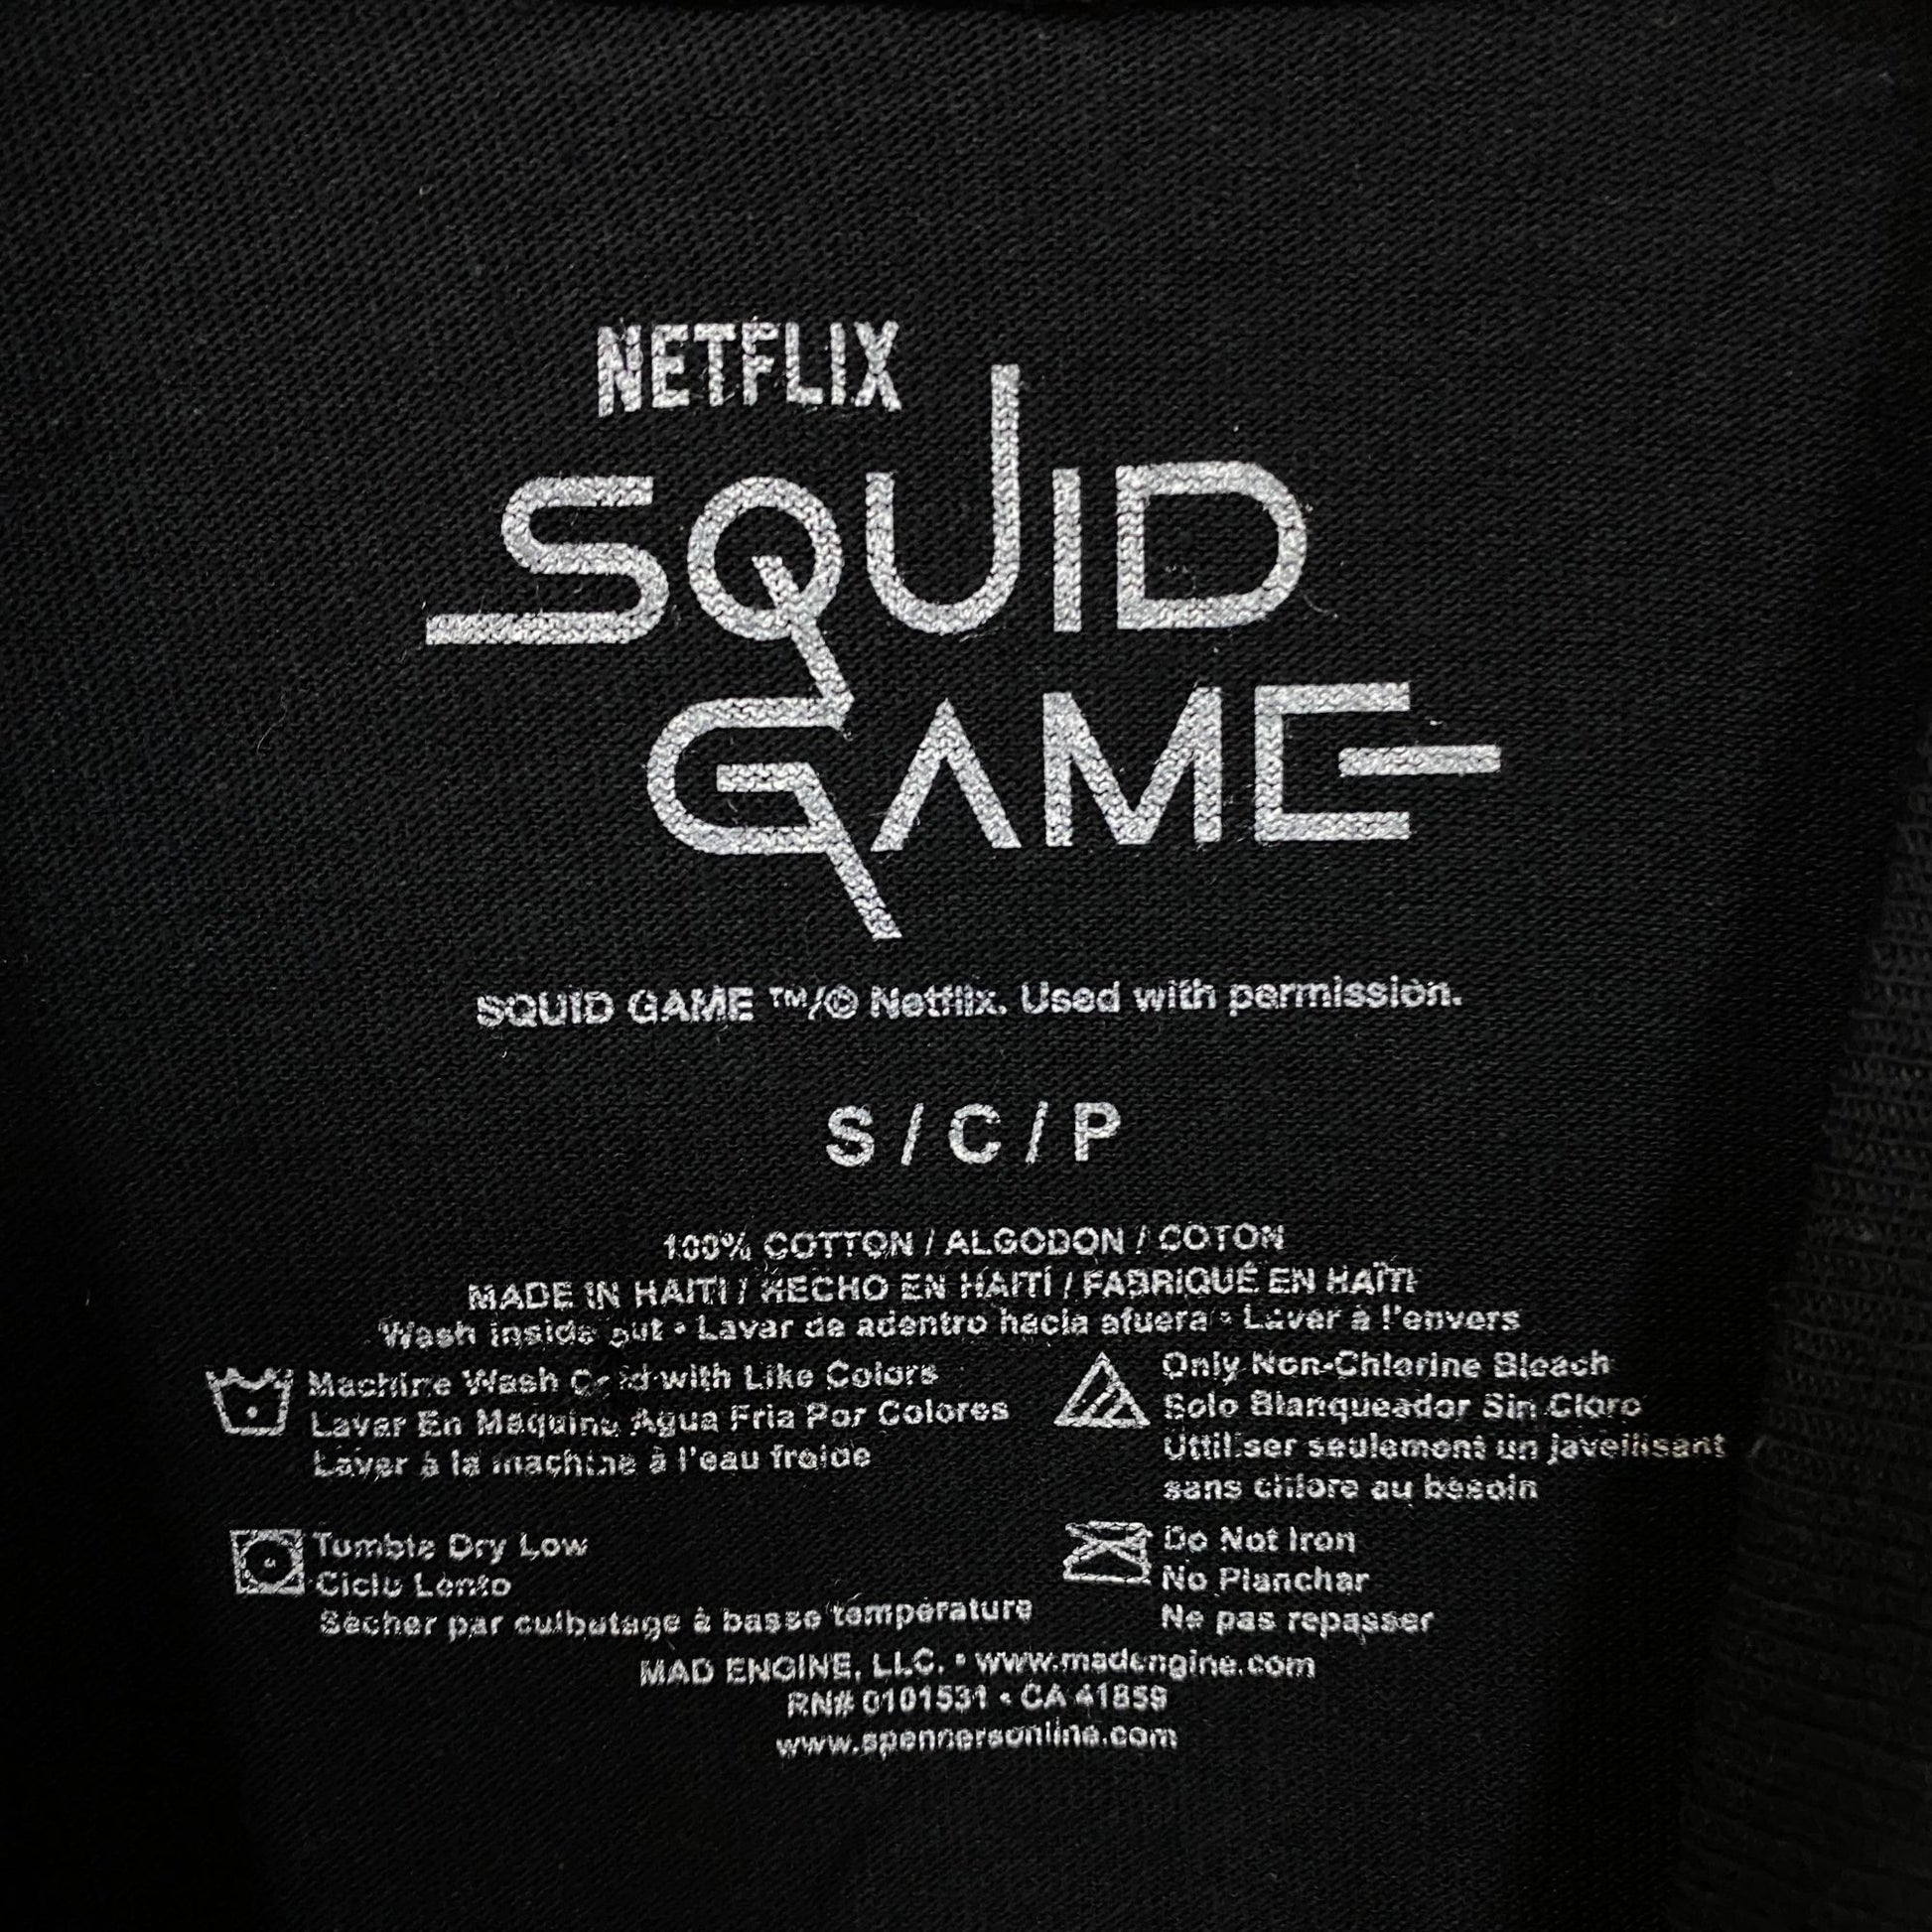 NETFLIX
SQUID
GAME
SQUID GAME ™/© Netflix. Used with permission.
S / C / P
100% COTTON / ALGODON / COTON
MADE IN HAITI / HECHO EN HAITÍ / FABRIQUÉ EN HAÏTI
Wash inside out • Lavar de adentro hacia afuera • Laver à l'envers
Machine Wash Cold with Like Colors
Lavar En Maquina Agua Fria Por Colores
Laver à la machine à l'eau froide
Only Non-Chlorine Bleach
Solo Blanqueador Sin Cloro
Uttiliser seulement un javellisant
sans chlore au besoin
Tumble Dry Low
Ciclo Lento
Sécher par culbutage à basse température
Do Not Iron
No Planchar
Ne pas repasser
MAD ENGINE, LLC. • www.madengine.com
RN# 0101531 • CA 41859
www.spencersonline.com